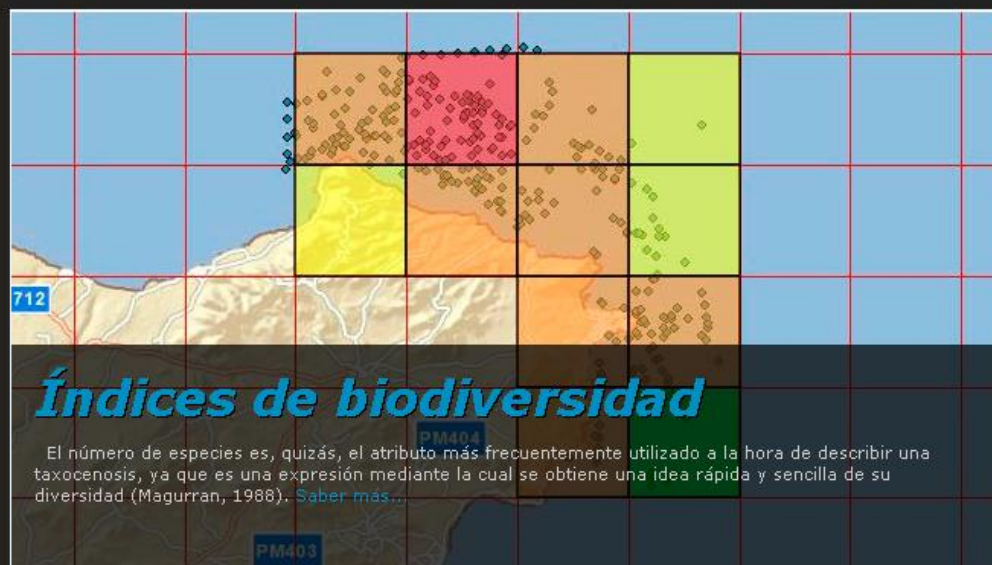 712
Índices de biodiversidad
PM404
El número de especies es, quizás, el atributo más frecuentemente utilizado a la hora de describir una
taxocenosis, ya que es una expresión mediante la cual se obtiene una idea rápida y sencilla de su
diversidad (Magurran, 1988). Saber más...
PM403